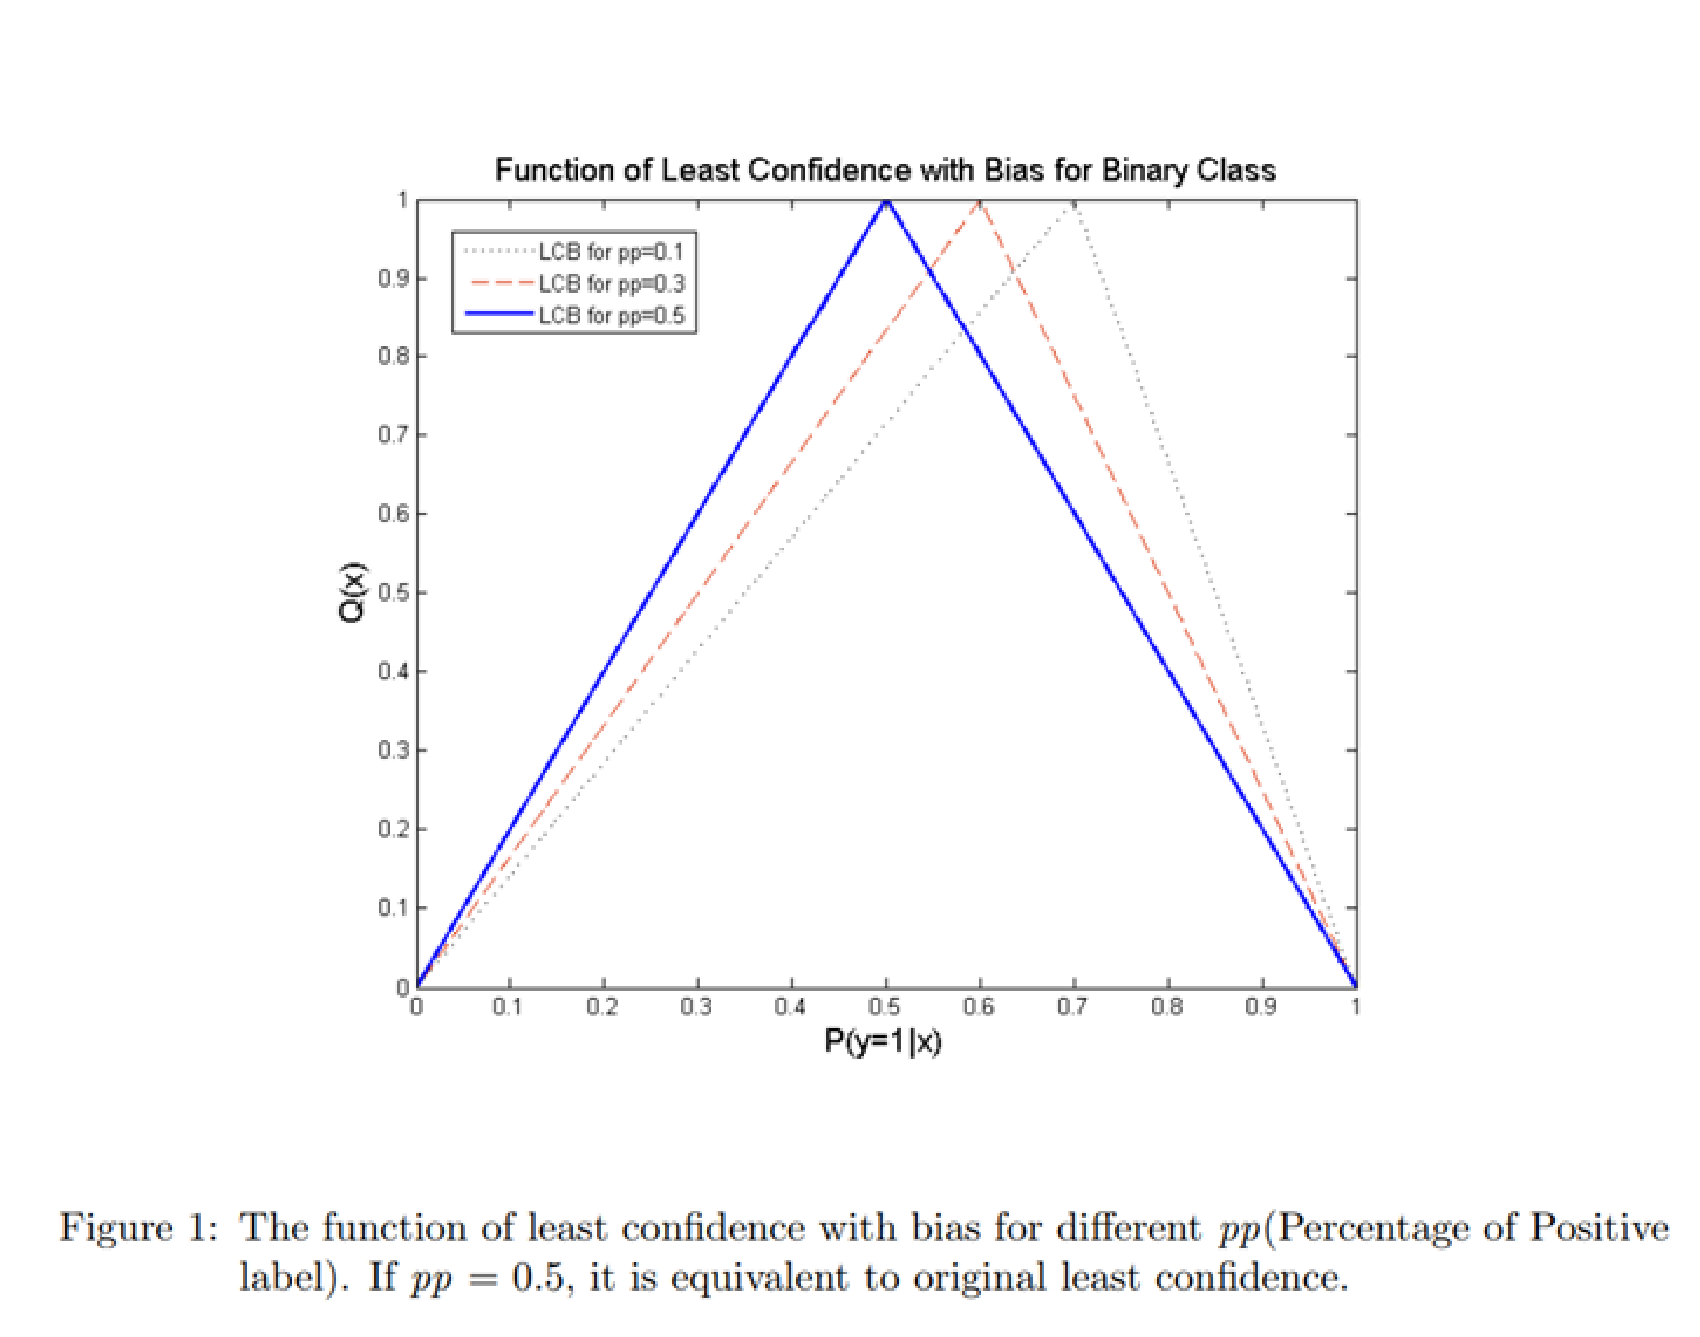 Function of Least Confidence with Bias for Binary Class
LCB for pp=0.1
LCB for pp=0.3
LCB for pp=0.5
1
0.9
0.8
0.7
0.6
0.5
0.4
0.3
0.2
0.1
0
Q(x)
0 0.1 0.2 0.3 0.4 0.5 0.6 0.7 0.8 0.9 1
P(y=1|x)
Figure 1: The function of least confidence with bias for different pp(Percentage of Positive
label). If pp = 0.5, it is equivalent to original least confidence.